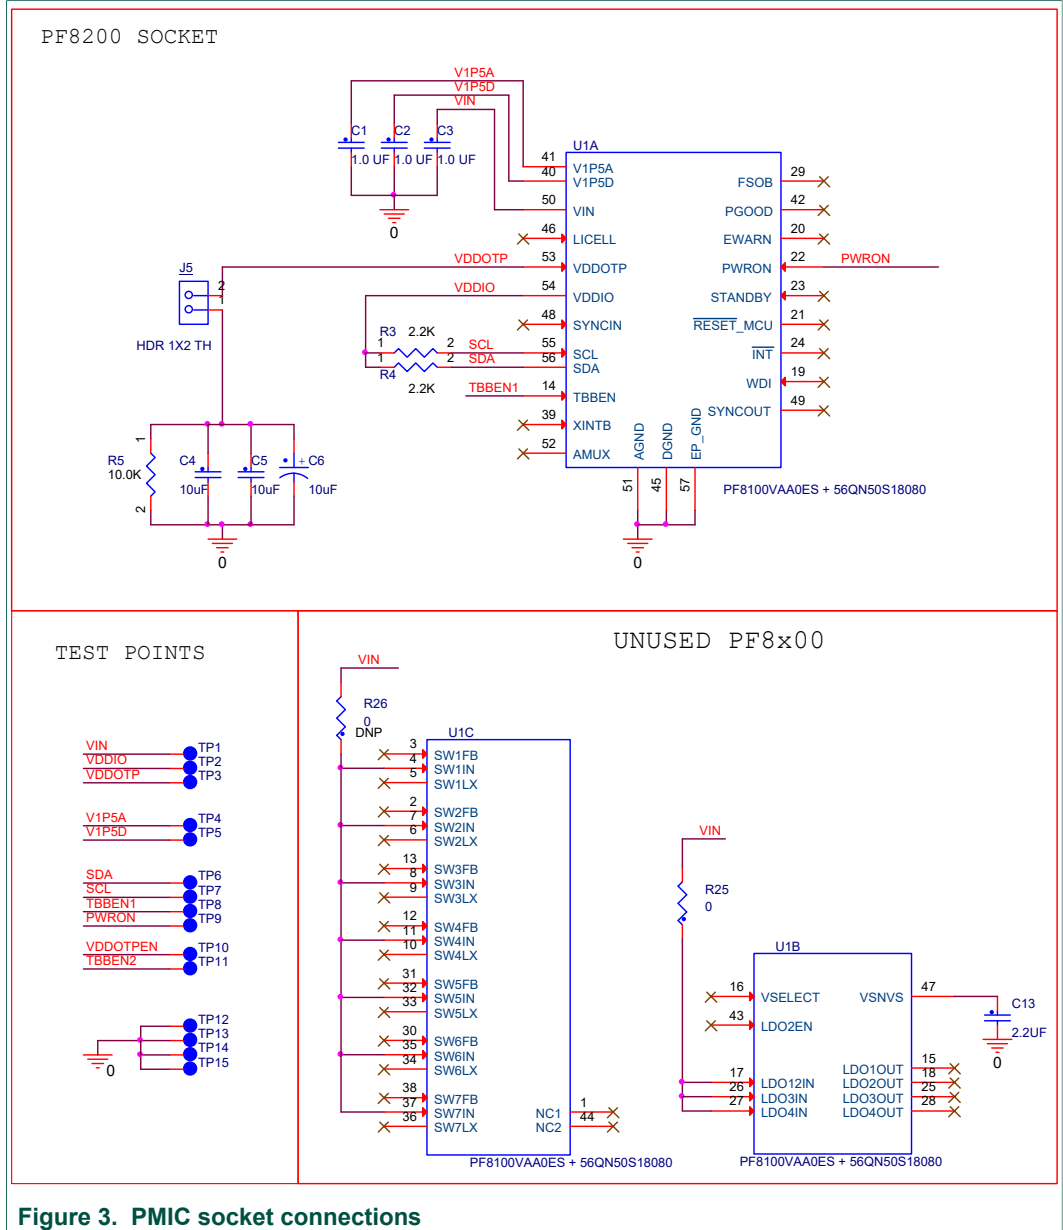 PF8200 SOCKET
V1P5A
V1P5D
VIN
C1
C2
C3
1.0 UF
1.0 UF
1.0 UF
0
U1A
41
V1P5A
40
V1P5D
50
VIN
46
LICELL
VDDOTP
53
VDDOTP
VDDIO
54
VDDIO
48
SYNCIN
R3
2.2K
1
2
SCL
55
SCL
1
2
SDA
56
SDA
R4
2.2K
TBBEN1
14
TBBEN
39
XINTB
52
AMUX
FSOB
29
PGOOD
42
EWARN
20
PWRON
22
PWRON
STANDBY
23
RESET_MCU
21
INT
24
WDI
19
SYNCOUT
49
AGND
DGND
EP_GND
51
45
57
PF8100VAA0ES + 56QN50S18080
0
J5
2
1
HDR 1X2 TH
1
R5
10.0K
2
C4
10uF
C5
10uF
+
C6
10uF
0
TEST POINTS
VIN
TP1
VDDIO
TP2
VDDOTP
TP3
V1P5A
TP4
V1P5D
TP5
SDA
TP6
SCL
TP7
TBBEN1
TP8
PWRON
TP9
VDDOTPEN
TP10
TBBEN2
TP11
TP12
TP13
TP14
TP15
0
UNUSED PF8x00
VIN
R26
0
DNP
U1C
3
SW1FB
4
SW1IN
5
SW1LX
2
SW2FB
7
SW2IN
6
SW2LX
13
SW3FB
8
SW3IN
9
SW3LX
12
SW4FB
11
SW4IN
10
SW4LX
31
SW5FB
32
SW5IN
33
SW5LX
30
SW6FB
35
SW6IN
34
SW6LX
38
SW7FB
37
SW7IN
36
SW7LX
NC1
1
NC2
44
PF8100VAA0ES + 56QN50S18080
VIN
R25
0
U1B
16
VSELECT
43
LDO2EN
17
LDO12IN
26
LDO3IN
27
LDO4IN
VSNVS
47
C13
2.2UF
0
LDO1OUT
15
LDO2OUT
18
LDO3OUT
25
LDO4OUT
28
PF8100VAA0ES + 56QN50S18080
Figure 3. PMIC socket connections